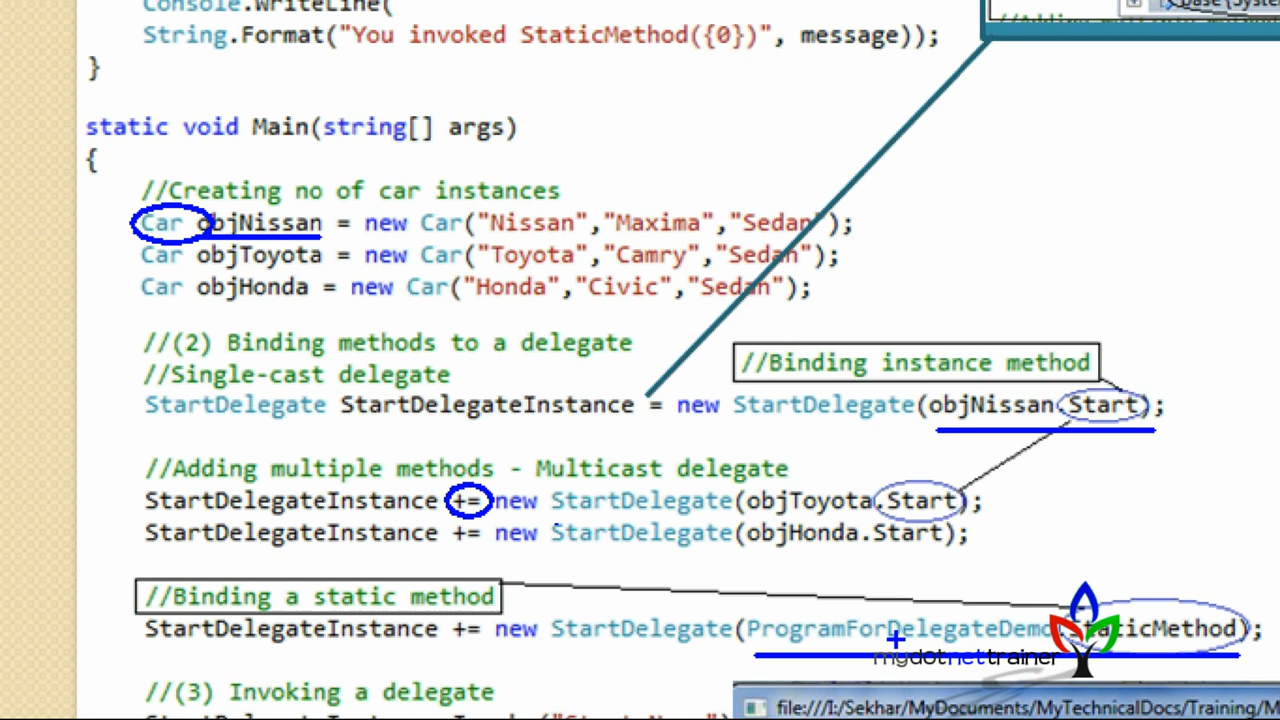 Console.WriteLine(
String.Format("You invoked StaticMethod({0})", message));
}
static void Main(string[] args)
{
//Creating no of car instances
Car objNissan = new Car("Nissan","Maxima","Sedan");
Car objToyota = new Car("Toyota","Camry","Sedan");
Car objHonda = new Car("Honda","Civic","Sedan");
//(2) Binding methods to a delegate
//Single-cast delegate
//Binding instance method
StartDelegate StartDelegateInstance = new StartDelegate(objNissan.Start);
//Adding multiple methods - Multicast delegate
StartDelegateInstance += new StartDelegate(objToyota.Start);
StartDelegateInstance += new StartDelegate(objHonda.Start);
//Binding a static method
StartDelegateInstance += new StartDelegate(ProgramForDelegateDemo.StaticMethod);
mydotnettrainer
//(3) Invoking a delegate
file:///I:/Sekhar/MyDocuments/MyTechnicalDocs/Training/M